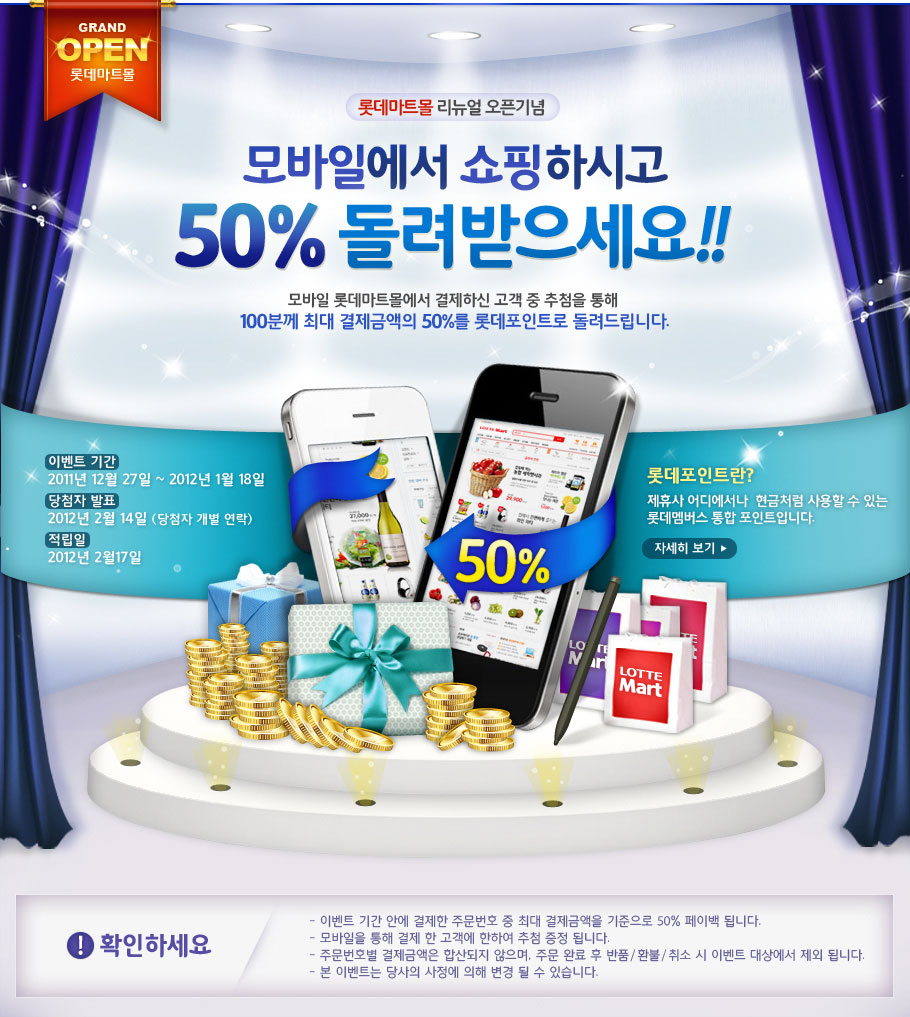 GRAND
OPEN
롯데마트몰
롯데마트몰 리뉴얼 오픈기념
모바일에서 쇼핑하시고
50% 돌려받으세요!!
모바일 롯데마트몰에서 결제하신 고객 중 추첨을 통해
100분께 최대 결제금액의 50%를 롯데포인트로 돌려드립니다.
이벤트 기간
2011년 12월 27일 ~ 2012년 1월 18일
당첨자 발표
2012년 2월 14일 (당첨자 개별 연락)
적립일
2012년 2월17일
LOTTE Mart
21,000
29,900
50%
롯데포인트란?
제휴사 어디에서나 현금처럼 사용할 수 있는
롯데멤버스 통합 포인트입니다.
자세히 보기 ▶
LOTTE
Mart
! 확인하세요
- 이벤트 기간 안에 결제한 주문번호 중 최대 결제금액을 기준으로 50% 페이백 됩니다.
- 모바일을 통해 결제 한 고객에 한하여 추첨 증정 됩니다.
- 주문번호별 결제금액은 합산되지 않으며, 주문 완료 후 반품/환불/취소 시 이벤트 대상에서 제외 됩니다.
- 본 이벤트는 당사의 사정에 의해 변경 될 수 있습니다.